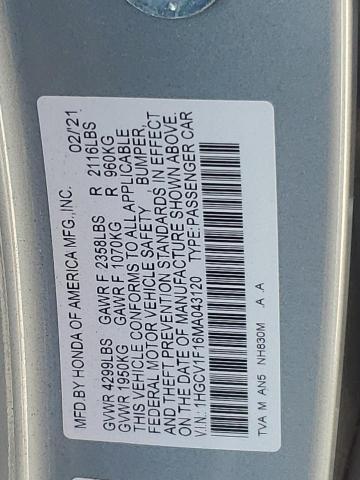 MFD BY HONDA OF AMERICA MFG.,INC. 02/'21
GVWR 4299LBS GAWR F 2358LBS R 2116LBS
GVWR 1950KG GAWR F 1070KG R 960KG
THIS VEHICLE CONFORMS TO ALL APPLICABLE
FEDERAL MOTOR VEHICLE SAFETY , BUMPER,
AND THEFT PREVENTION STANDARDS IN EFFECT
ON THE DATE OF MANUFACTURE SHOWN ABOVE.
V.I.N.:1HGCV1F16MA043120 TYPE:PASSENGER CAR
TVA M AN5 NH830M A A